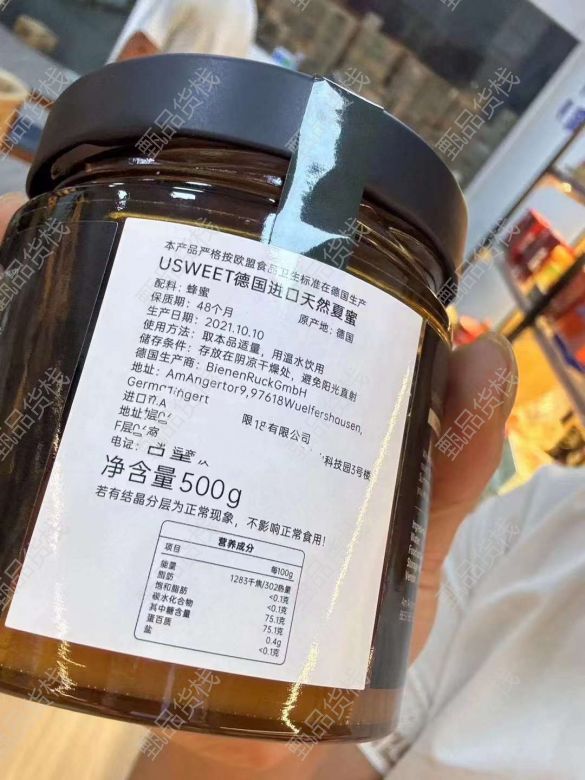 本产品严格按欧盟食品卫生标准在德国生产
USWEET德国进口天然夏蜜
配料：蜂蜜
原产地：德国
保质期：48个月
生产日期：2021.10.10
使用方法：取本品适量，用温水饮用
储存条件：存放在阴凉干燥处，避免阳光直射
德国生产商：BienenRuckGmbH
地址：AmAngertor9,97618Wuelfershausen,
进口
有限公司
地址
科技园3号楼
净含量500g
若有结晶分层为正常现象，不影响正常食用!
营养成分
项目 每100g
能量 1283千焦/302热量
脂肪 <0.1克
饱和脂肪 <0.1克
碳水化合物 75.1克
其中糖含量 75.1克
蛋百质 0.4g
盐 <0.1克
甄品货栈